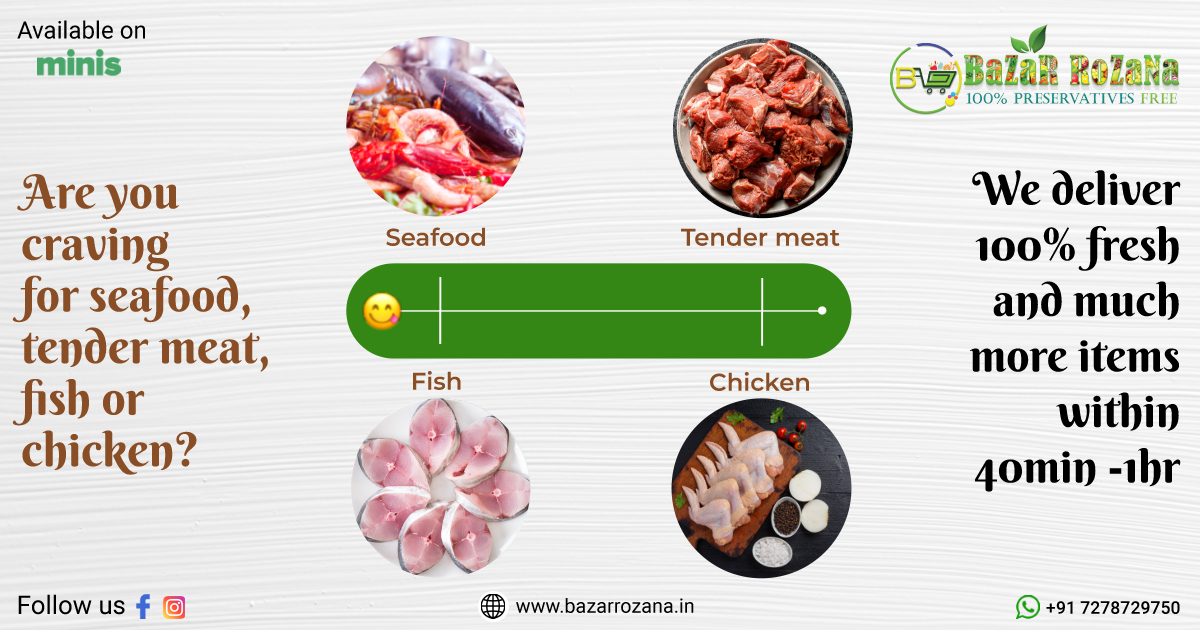 Available on
minis
BaZaR RoZaNa
100% PRESERVATIVES FREE
BV
Are you
craving
for seafood,
tender meat,
fish or
chicken?
Seafood
Tender meat
Fish
Chicken
We deliver
100% fresh
and much
more items
within
40min -1hr
Follow us
www.bazarrozana.in
+91 7278729750